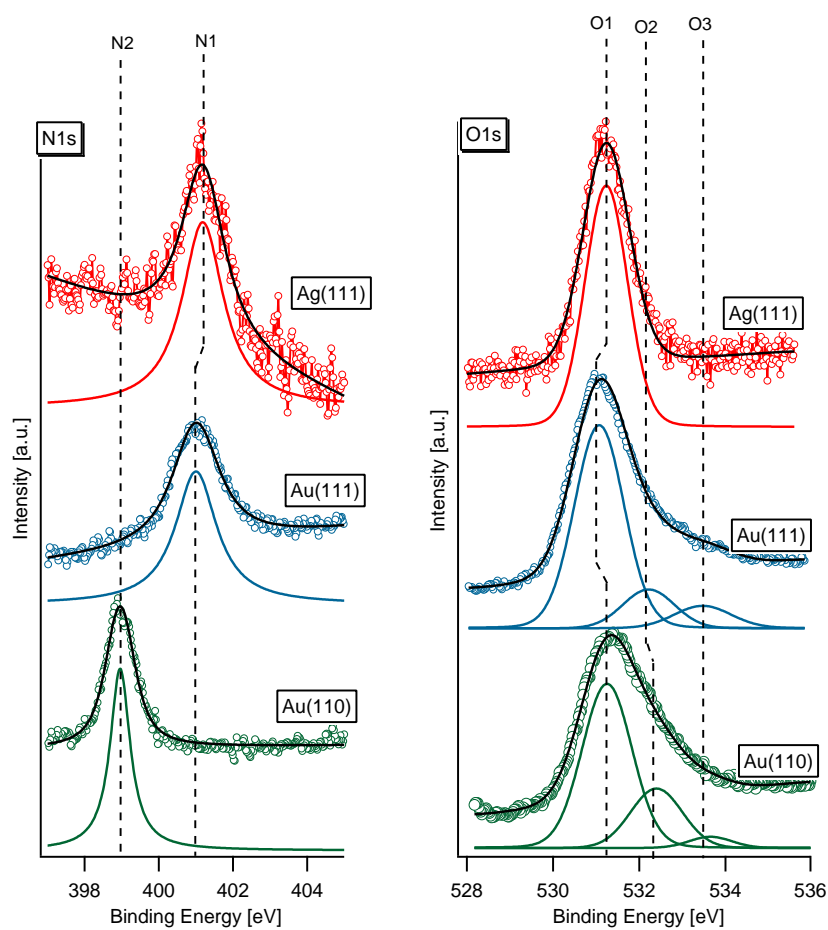 N2 N1
N1s
Ag(111)
Au(111)
Au(110)
Intensity [a.u.]
398 400 402 404
Binding Energy [eV]
O1 O2 O3
O1s
Ag(111)
Au(111)
Au(110)
Intensity [a.u.]
528 530 532 534 536
Binding Energy [eV]